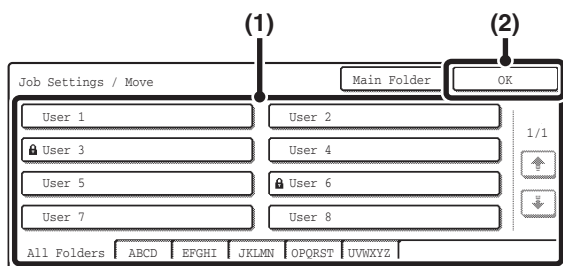 (1) (2)
Job Settings / Move Main Folder OK
User 1 User 2
1/1
User 3 User 4
User 5 User 6
User 7 User 8
All Folders ABCD EFGHI JKLMN OPQRST UVWXYZ